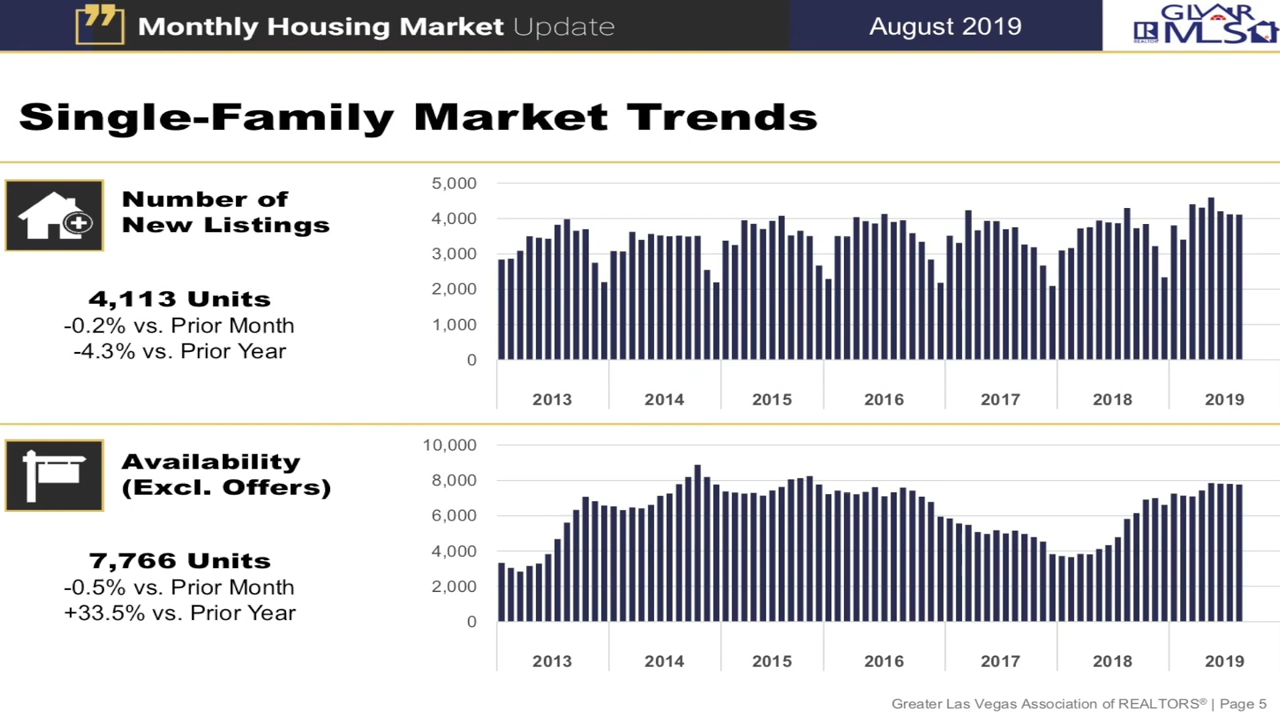 Monthly Housing Market Update
August 2019
GLVAR
REALTOR
MLS
Single-Family Market Trends
Number of
New Listings
4,113 Units
-0.2% vs. Prior Month
-4.3% vs. Prior Year
5,000
4,000
3,000
2,000
1,000
0
2013 2014 2015 2016 2017 2018 2019
Availability
(Excl. Offers)
7,766 Units
-0.5% vs. Prior Month
+33.5% vs. Prior Year
10,000
8,000
6,000
4,000
2,000
0
2013 2014 2015 2016 2017 2018 2019
Greater Las Vegas Association of REALTORS® | Page 5